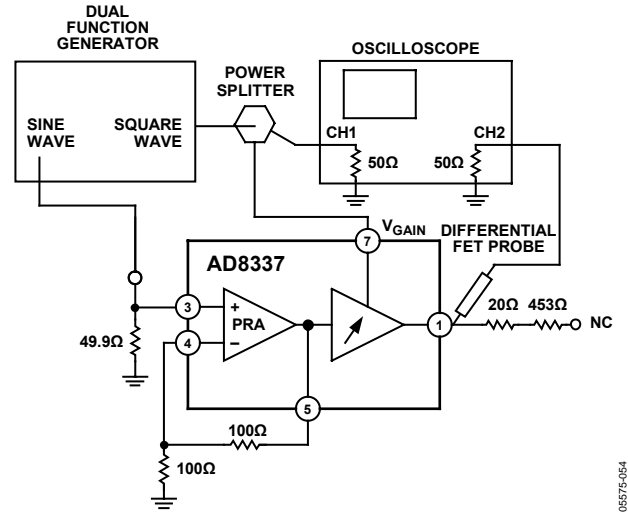 DUAL
FUNCTION
GENERATOR
SINE
WAVE
SQUARE
WAVE
POWER
SPLITTER
OSCILLOSCOPE
CH1
CH2
50Ω
50Ω
VGAIN
DIFFERENTIAL
FET PROBE
7
AD8337
3
+
PRA
4
–
1
20Ω
453Ω
NC
49.9Ω
5
100Ω
100Ω
05575-054